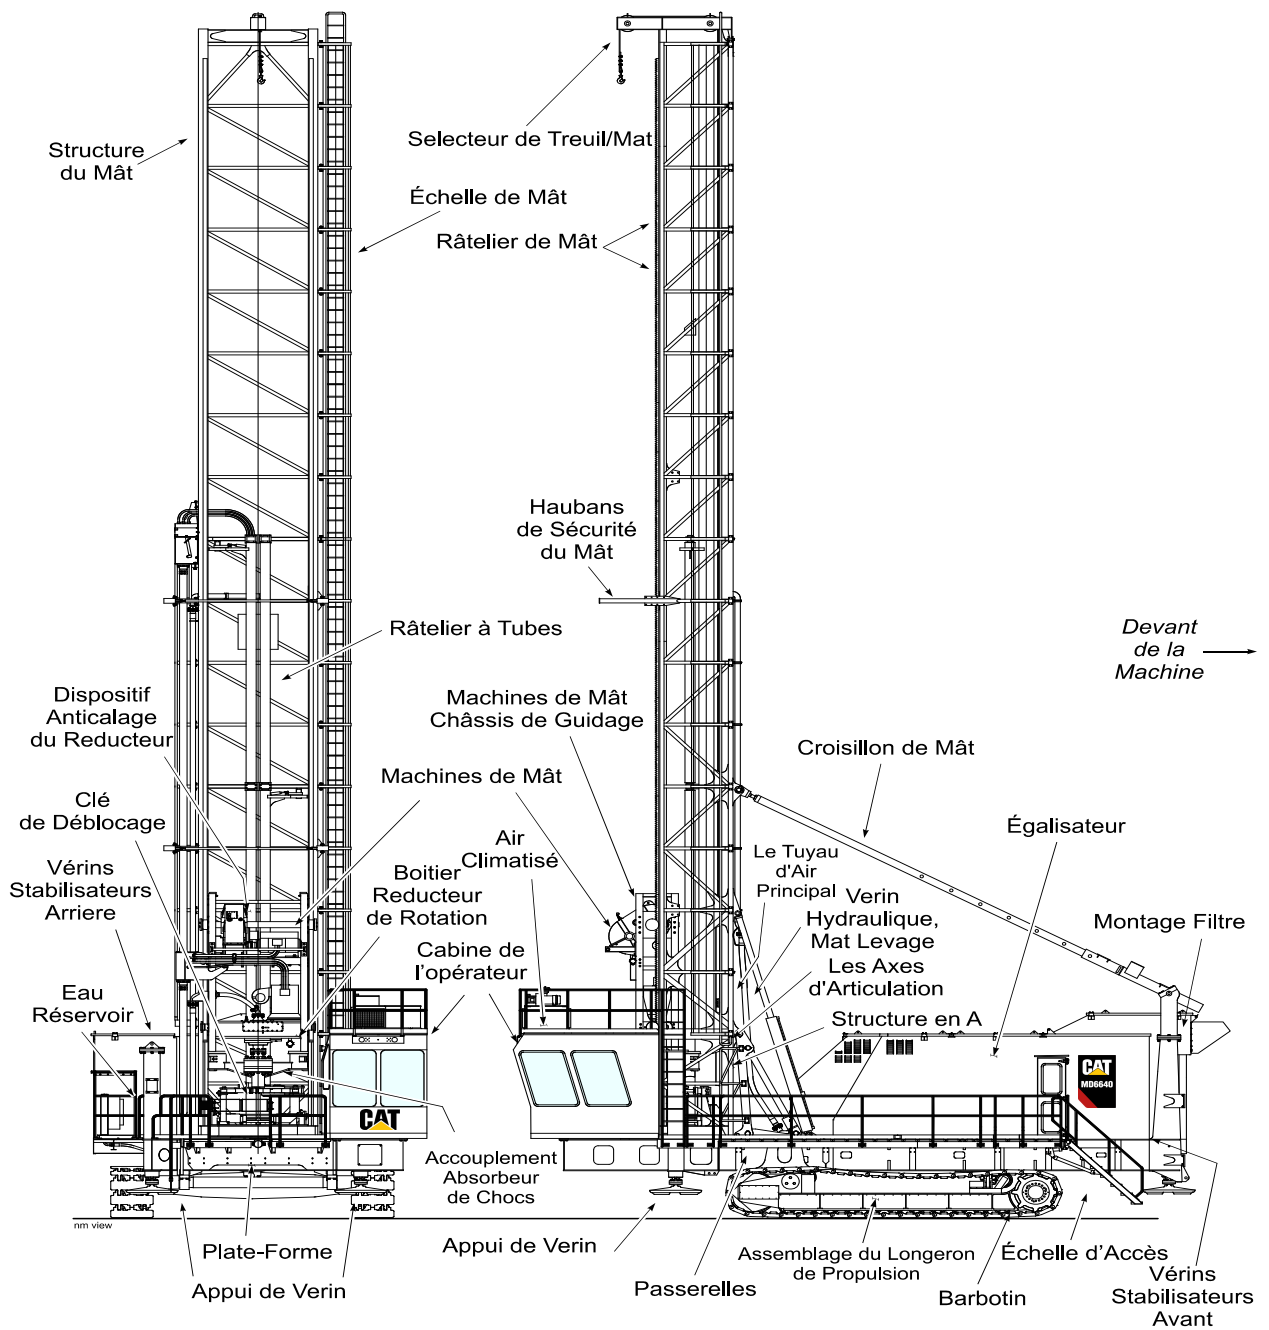 Selecteur de Treuil/Mat
Structure
du Mât
Échelle de Mât
Râtelier de Mât
Haubans
de Sécurité
du Mât
Râtelier à Tubes
Devant
de la
Machine
Dispositif
Anticalage
du Reducteur
Machines de Mât
Châssis de Guidage
Croisillon de Mât
Machines de Mât
Clé
de Déblocage
Égalisateur
Air
Climatisé
Le Tuyau
d'Air
Principal
Vérins
Stabilisateurs
Arriere
Boitier
Reducteur
de Rotation
Verin
Hydraulique,
Mat Levage
Montage Filtre
Cabine de
l'opérateur
Les Axes
d'Articulation
Eau
Réservoir
Structure en A
CAT
MD6640
CAT
Accouplement
Absorbeur
de Chocs
nm view
Plate-Forme
Appui de Verin
Appui de Verin
Passerelles
Assemblage du Longeron
de Propulsion
Barbotin
Échelle d’Accès
Vérins
Stabilisateurs
Avant